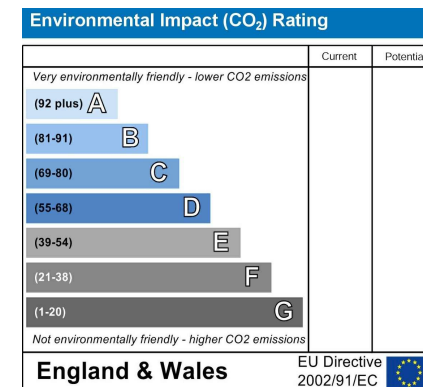 Environmental Impact (CO₂) Rating
Current Potentia
Very environmentally friendly - lower CO2 emissions
(92 plus) A
(81-91) B
(69-80) C
(55-68) D
(39-54) E
(21-38) F
(1-20) G
Not environmentally friendly - higher CO2 emissions
England & Wales
EU Directive
2002/91/EC